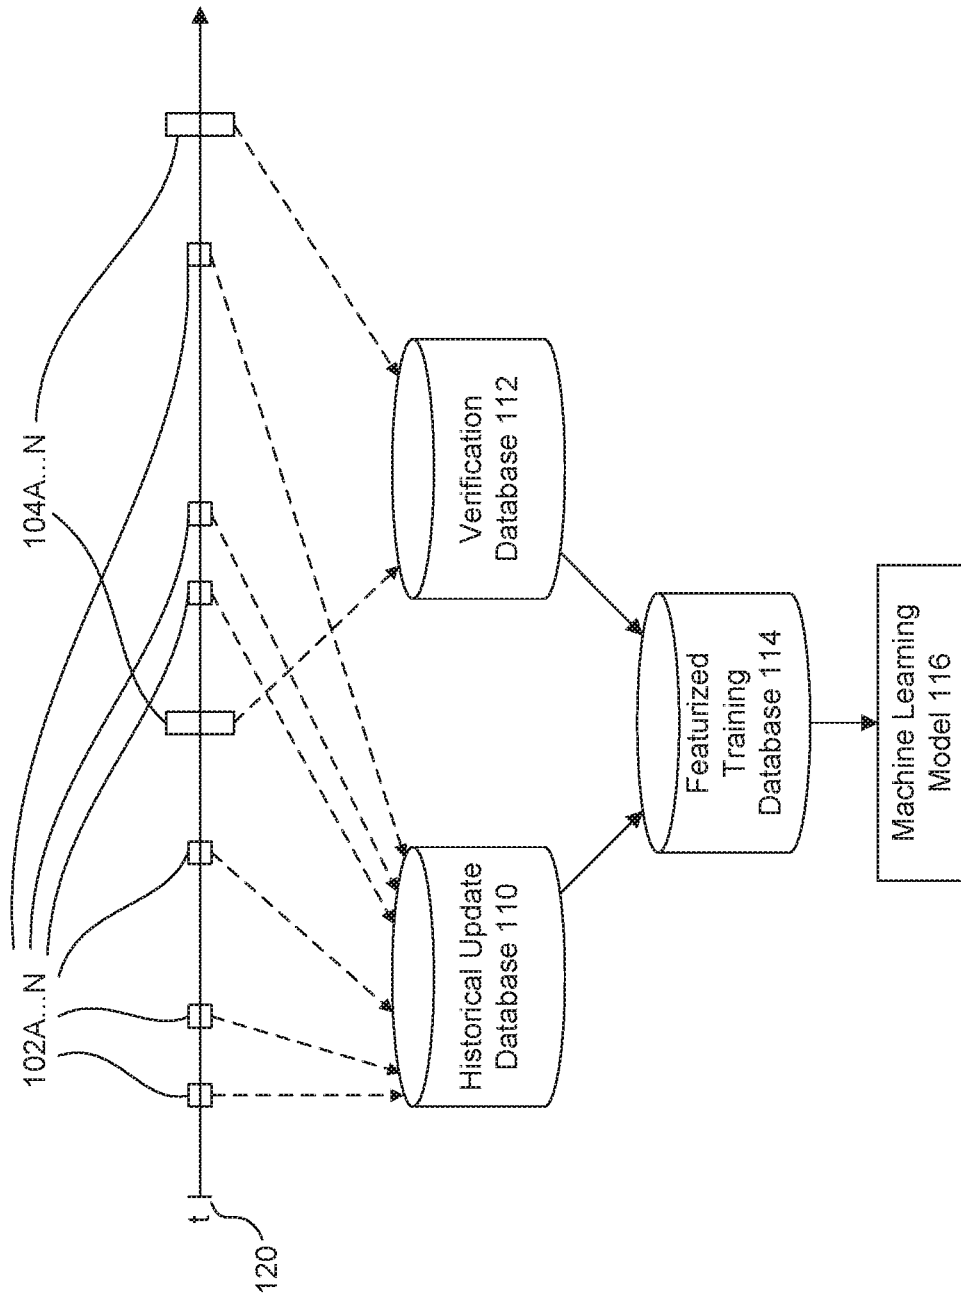 104A...N
102A...N
t
120
Historical Update
Database 110
Verification
Database 112
Featurized
Training
Database 114
Machine Learning
Model 116